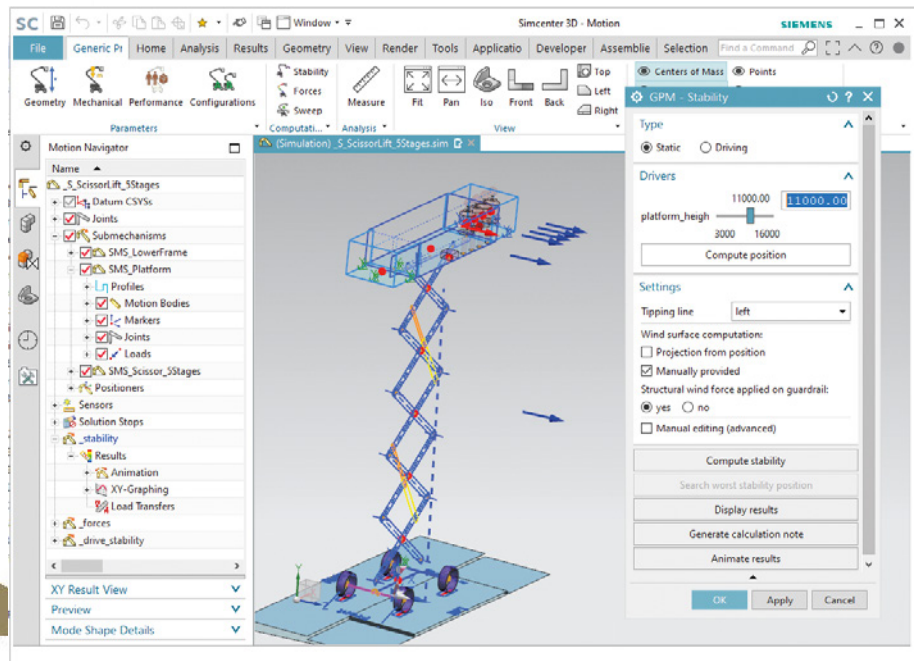 SC Window Simcenter 3D - Motion SIEMENS
File Generic Pr Home Analysis Results Geometry View Render Tools Applicatio Developer Assemblie Selection Find a Command
Geometry Mechanical Performance Configurations
Parameters
Stability
Forces
Sweep
Computati...
Measure
Analysis
Fit Pan Iso Front Back
Top
Left
Right
View
Centers of Mass Points
Motion Navigator
Name
_S_ScissorLift_5Stages
Datum CSYSs
Joints
Submechanisms
SMS_LowerFrame
SMS_Platform
Profiles
Motion Bodies
Markers
Joints
Loads
SMS_Scissor_5Stages
Positioners
Sensors
Solution Stops
_stability
Results
Animation
XY-Graphing
Load Transfers
_forces
_drive_stability
XY Result View
Preview
Mode Shape Details
(Simulation) _S_ScissorLift_5Stages.sim
GPM - Stability
Type
Static Driving
Drivers
11000.00 11000.00
platform_heigh
3000 16000
Compute position
Settings
Tipping line left
Wind surface computation:
Projection from position
Manually provided
Structural wind force applied on guardrail:
yes no
Manual editing (advanced)
Compute stability
Search worst stability position
Display results
Generate calculation note
Animate results
OK Apply Cancel